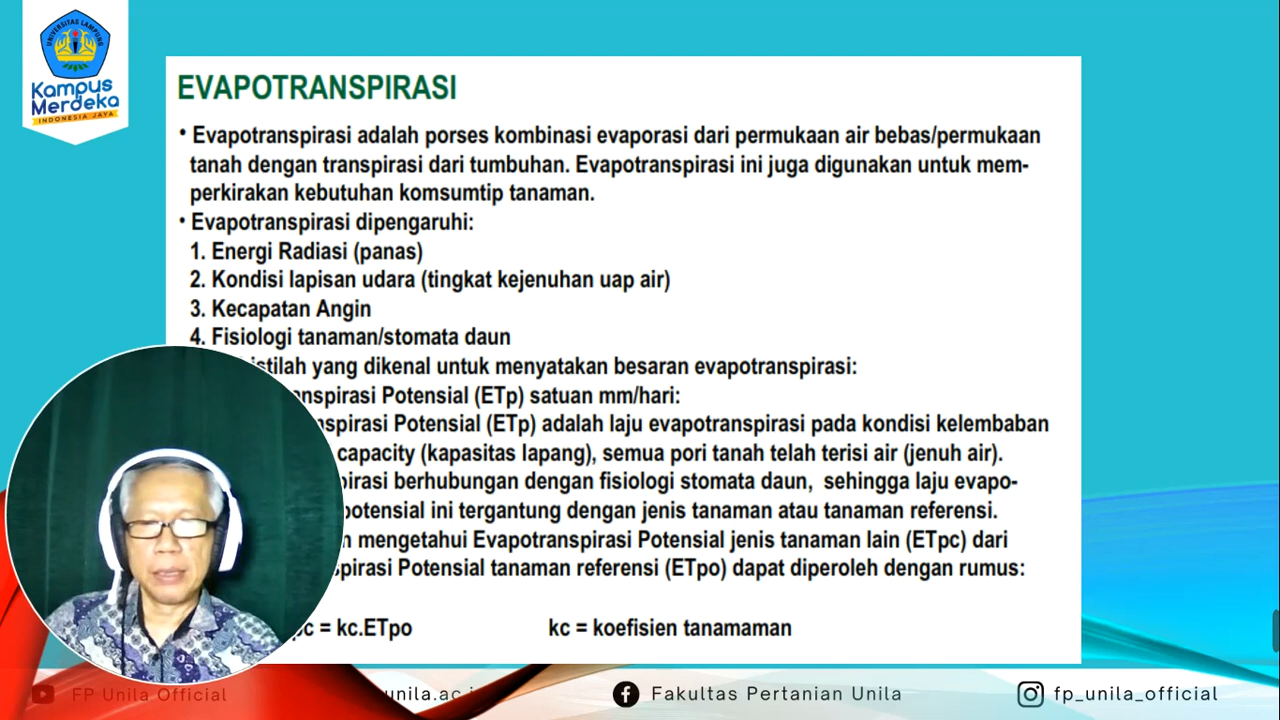 UNIVERSITAS LAMPUNG
Kampus
Merdeka
INDONESIA JAYA
EVAPOTRANSPIRASI
• Evapotranspirasi adalah porses kombinasi evaporasi dari permukaan air bebas/permukaan
tanah dengan transpirasi dari tumbuhan. Evapotranspirasi ini juga digunakan untuk mem-
perkirakan kebutuhan komsumtip tanaman.
• Evapotranspirasi dipengaruhi:
1. Energi Radiasi (panas)
2. Kondisi lapisan udara (tingkat kejenuhan uap air)
3. Kecapatan Angin
4. Fisiologi tanaman/stomata daun
istilah yang dikenal untuk menyatakan besaran evapotranspirasi:
nspirasi Potensial (ETp) satuan mm/hari:
nspirasi Potensial (ETp) adalah laju evapotranspirasi pada kondisi kelembaban
capacity (kapasitas lapang), semua pori tanah telah terisi air (jenuh air).
pirasi berhubungan dengan fisiologi stomata daun, sehingga laju evapo-
potensial ini tergantung dengan jenis tanaman atau tanaman referensi.
mengetahui Evapotranspirasi Potensial jenis tanaman lain (ETpc) dari
spirasi Potensial tanaman referensi (ETpo) dapat diperoleh dengan rumus:
pc = kc.ETpo kc = koefisien tanamaman
FP Unila Official
unila.ac.i
Fakultas Pertanian Unila
fp_unila_official